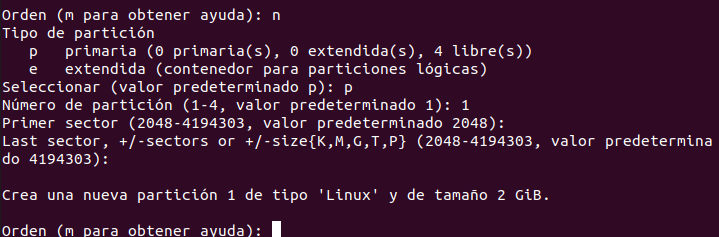 Orden (m para obtener ayuda): n
Tipo de partición
   p   primaria (0 primaria(s), 0 extendida(s), 4 libre(s))
   e   extendida (contenedor para particiones lógicas)
Seleccionar (valor predeterminado p): p
Número de partición (1-4, valor predeterminado 1): 1
Primer sector (2048-4194303, valor predeterminado 2048):
Last sector, +/-sectors or +/-size{K,M,G,T,P} (2048-4194303, valor predetermina
do 4194303):

Crea una nueva partición 1 de tipo 'Linux' y de tamaño 2 GiB.

Orden (m para obtener ayuda):